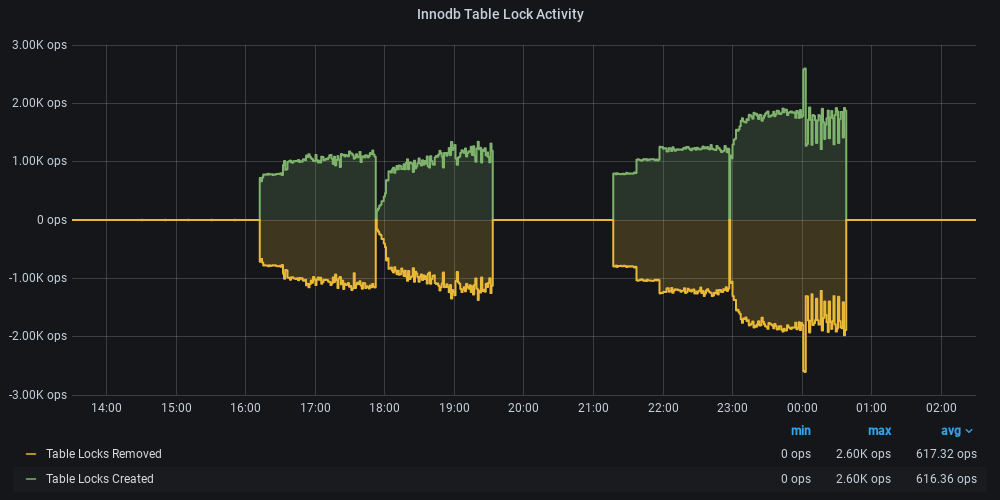 Innodb Table Lock Activity
3.00K ops
2.00K ops
1.00K ops
0 ops
-1.00K ops
-2.00K ops
-3.00K ops
14:00 15:00 16:00 17:00 18:00 19:00 20:00 21:00 22:00 23:00 00:00 01:00 02:00
min max avg
Table Locks Removed 0 ops 2.60K ops 617.32 ops
Table Locks Created 0 ops 2.60K ops 616.36 ops